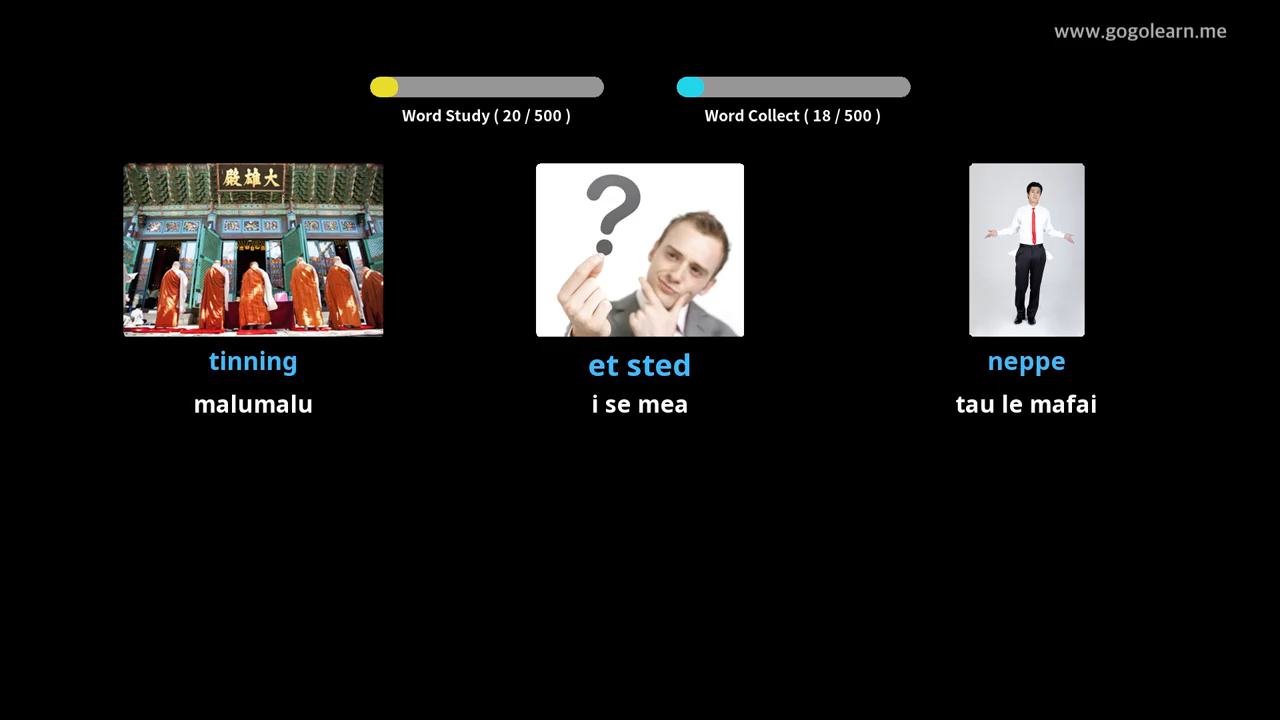 www.gogolearn.me
Word Study ( 20 / 500 )
Word Collect ( 18 / 500 )
殿雄大
tinning
et sted
neppe
malumalu
i se mea
tau le mafai